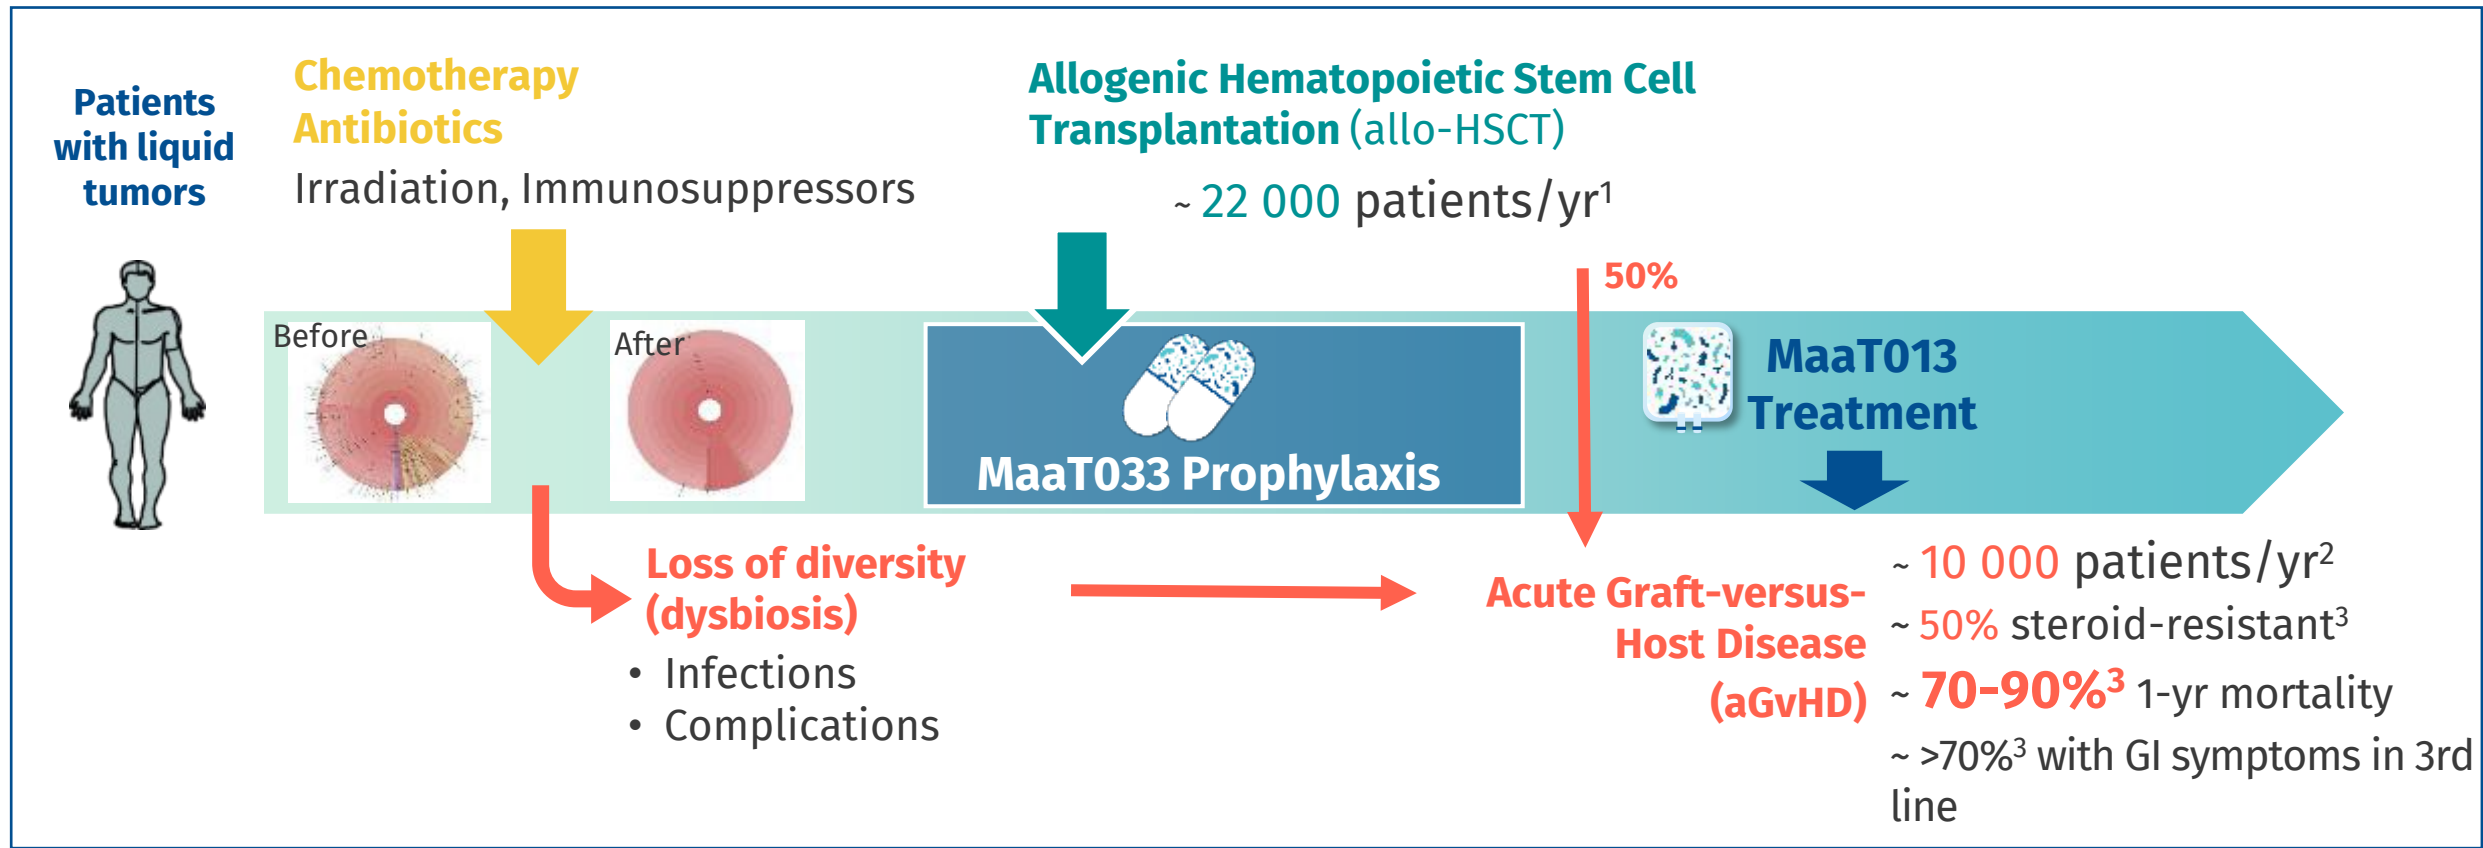 Patients
with liquid
tumors
Chemotherapy
Antibiotics
Irradiation, Immunosuppressors
Allogenic Hematopoietic Stem Cell
Transplantation (allo-HSCT)
~ 22 000 patients/yr¹
50%
Before
After
MaaT033 Prophylaxis
MaaT013
Treatment
Loss of diversity
(dysbiosis)
• Infections
• Complications
Acute Graft-versus-
Host Disease
(aGvHD)
~ 10 000 patients/yr²
~ 50% steroid-resistant³
~ 70-90%³ 1-yr mortality
~ >70%³ with GI symptoms in 3rd
line